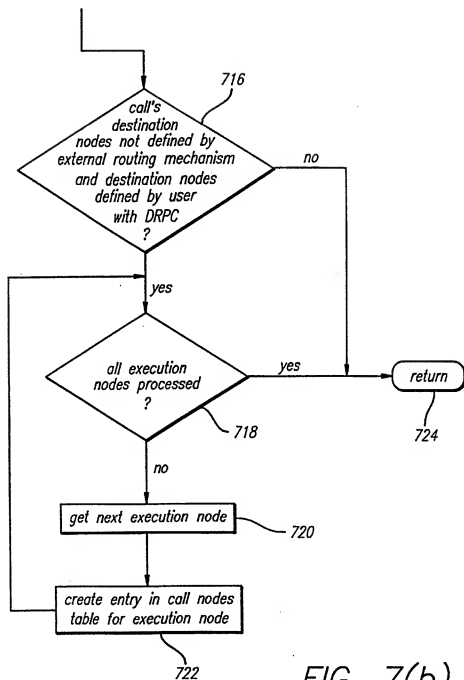 716
call's
destination
nodes not defined by
external routing mechanism
and destination nodes
defined by user
with DRPC
?
no
yes
all execution
nodes processed
?
yes
718
return
724
no
get next execution node
720
create entry in call nodes
table for execution node
722
FIG. 7(b)